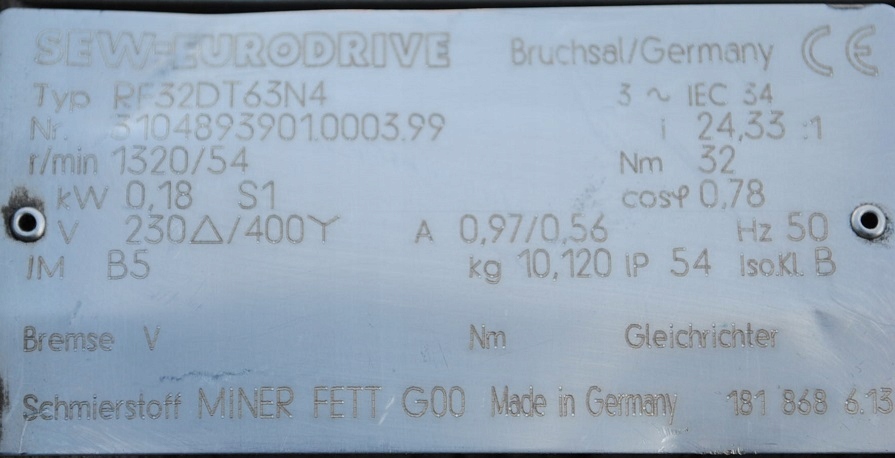 SEW-EURODRIVE Bruchsal/Germany CE
Typ RF32DT63N4 3 ~ IEC 34
Nr. 3104893901.0003.99 i 24,33 :1
r/min 1320/54 Nm 32
kW 0,18 S1 cosφ 0,78
V 230△/400Y A 0,97/0,56 Hz 50
IM B5 kg 10,120 IP 54 Iso.Kl. B
Bremse V Nm Gleichrichter
Schmierstoff MINER FETT G00 Made in Germany 181 868 6.13